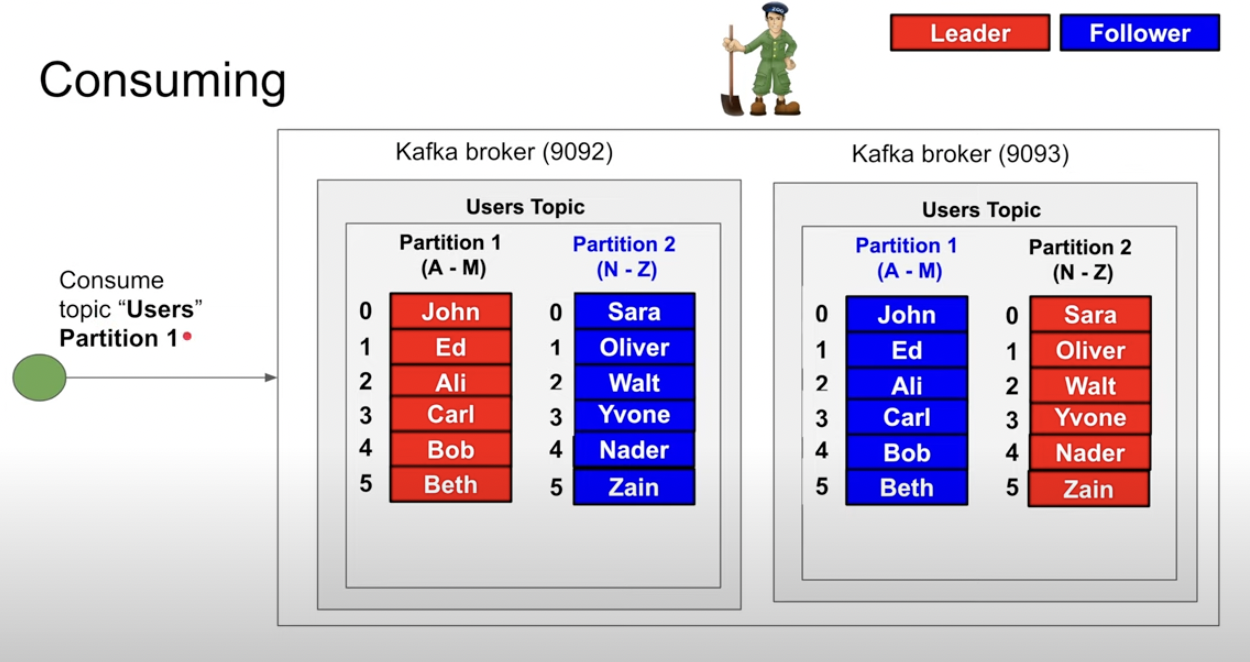 Leader
Follower
Consuming
Kafka broker (9092)
Users Topic
Partition 1
(A - M)
0 John
1 Ed
2 Ali
3 Carl
4 Bob
5 Beth
Partition 2
(N - Z)
0 Sara
1 Oliver
2 Walt
3 Yvone
4 Nader
5 Zain
Kafka broker (9093)
Users Topic
Partition 1
(A - M)
0 John
1 Ed
2 Ali
3 Carl
4 Bob
5 Beth
Partition 2
(N - Z)
0 Sara
1 Oliver
2 Walt
3 Yvone
4 Nader
5 Zain
Consume
topic “Users”
Partition 1